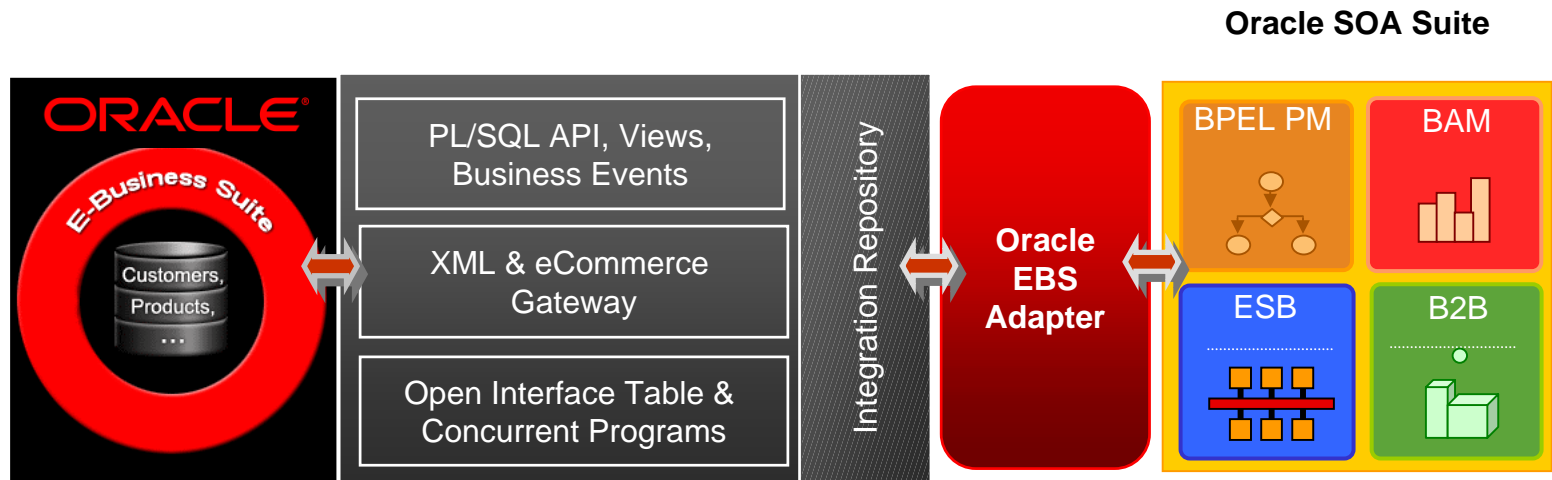 Oracle SOA Suite
ORACLE®
E-Business Suite
Customers,
Products,
...
PL/SQL API, Views,
Business Events
XML & eCommerce
Gateway
Open Interface Table &
Concurrent Programs
Integration Repository
Oracle
EBS
Adapter
BPEL PM
BAM
ESB
B2B